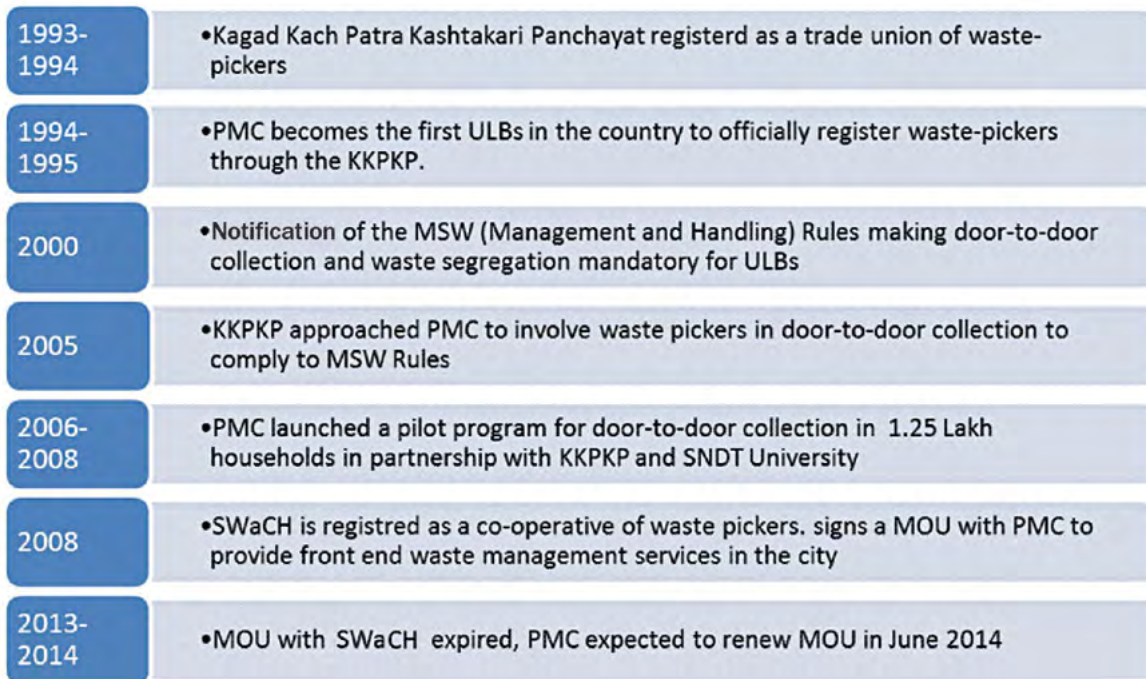 1993-
1994
•Kagad Kach Patra Kashtakari Panchayat registerd as a trade union of waste-
pickers
1994-
1995
•PMC becomes the first ULBs in the country to officially register waste-pickers
through the KKPKP.
2000
•Notification of the MSW (Management and Handling) Rules making door-to-door
collection and waste segregation mandatory for ULBs
2005
•KKPKP approached PMC to involve waste pickers in door-to-door collection to
comply to MSW Rules
2006-
2008
•PMC launched a pilot program for door-to-door collection in 1.25 Lakh
households in partnership with KKPKP and SNDT University
2008
•SWaCH is registred as a co-operative of waste pickers. signs a MOU with PMC to
provide front end waste management services in the city
2013-
2014
•MOU with SWaCH expired, PMC expected to renew MOU in June 2014